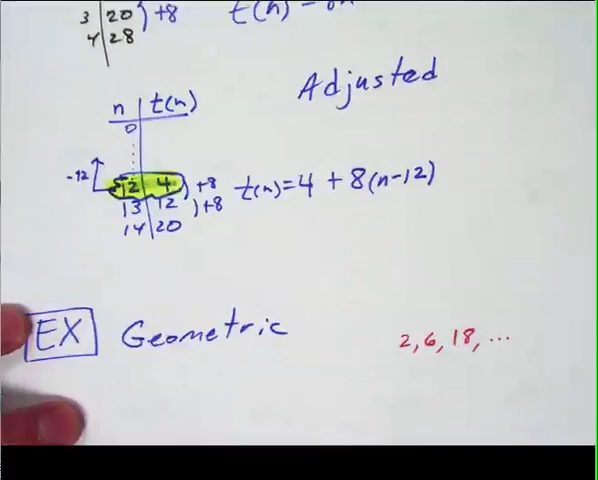 3 20 ) +8
4 28
t(n) =
Adjusted
n t(n)
0
-12
12 4 ) +8 t(n) = 4 + 8(n-12)
13 12 ) +8
14 20
EX Geometric
2, 6, 18, ...